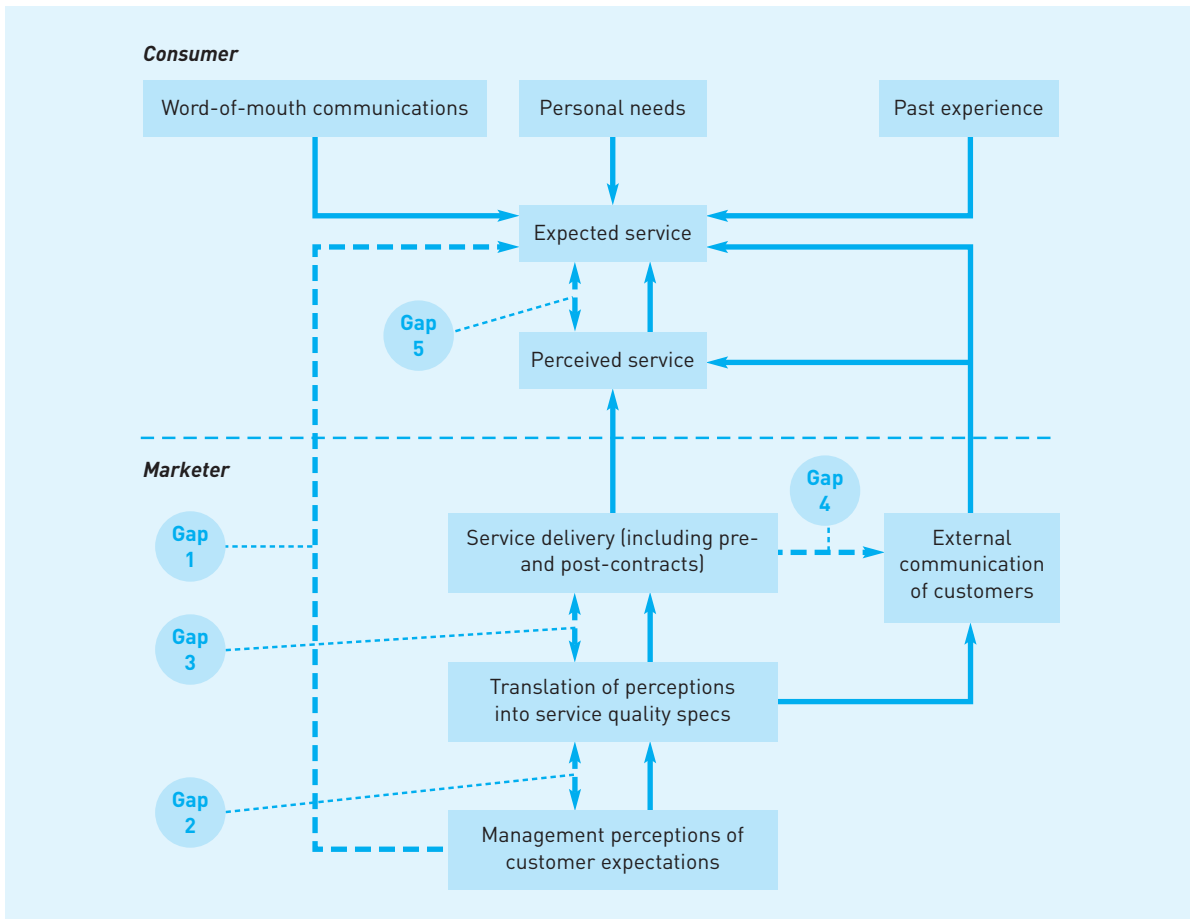 Consumer
Word-of-mouth communications
Personal needs
Past experience
Expected service
Gap
5
Perceived service
Marketer
Gap
4
Gap
1
Service delivery (including pre-
and post-contracts)
External
communication
of customers
Gap
3
Translation of perceptions
into service quality specs
Gap
2
Management perceptions of
customer expectations